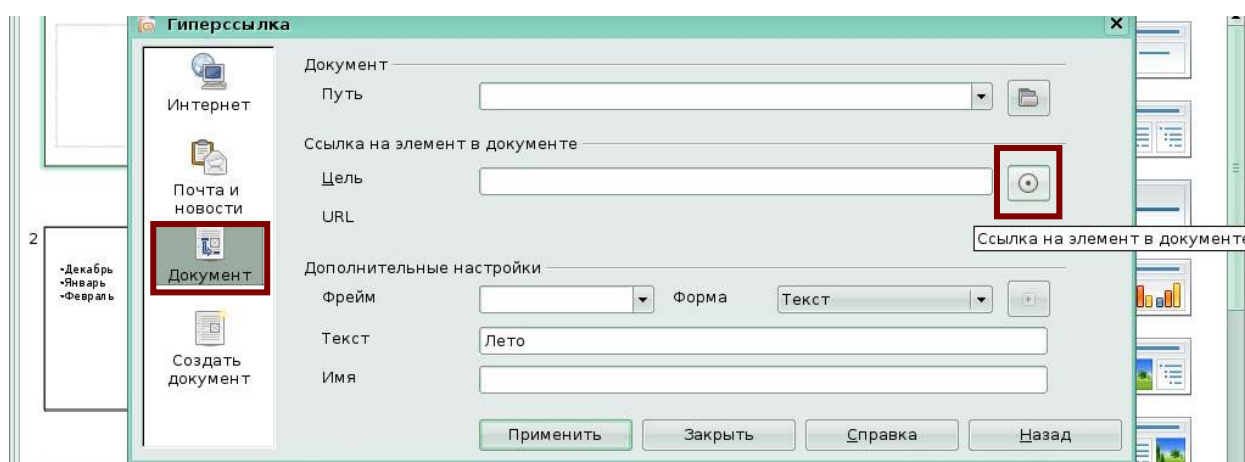 Гиперссылка
Интернет
Почта и
новости
Документ
Создать
документ
Документ
Путь
Ссылка на элемент в документе
Цель
URL
Ссылка на элемент в документе
Дополнительные настройки
Фрейм
Форма
Текст
Текст
Лето
Имя
Применить
Закрыть
Справка
Назад
2
•Декабрь
•Январь
•Февраль